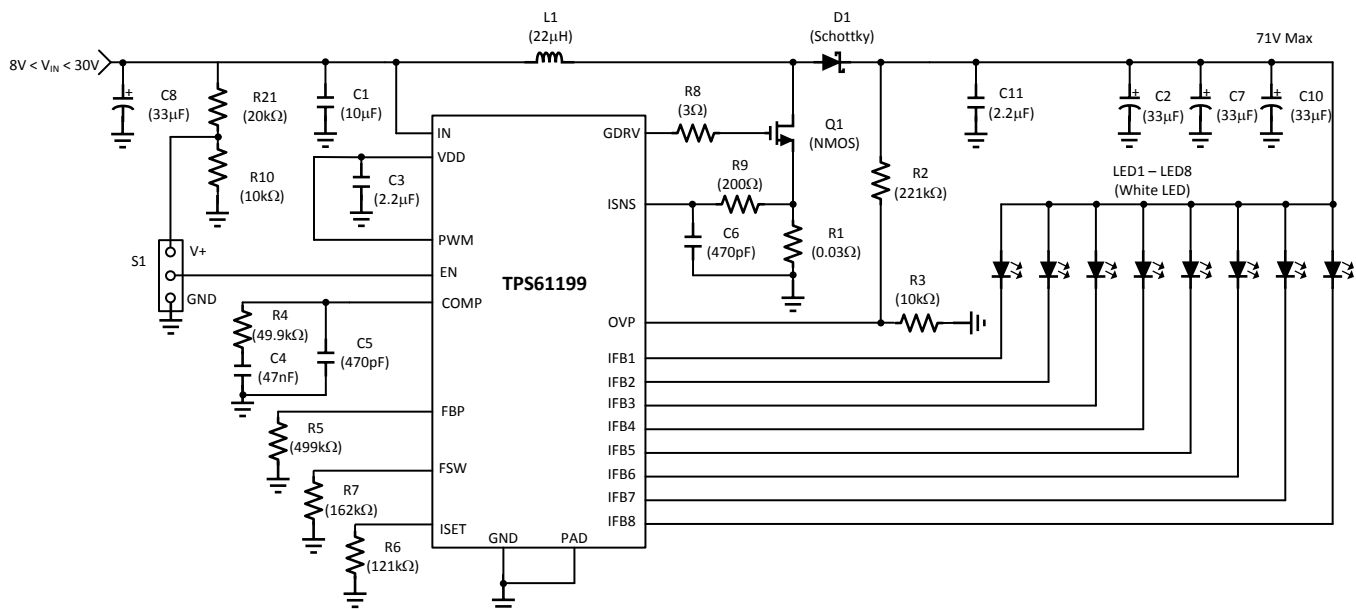 L1
(22μH)
D1
(Schottky)
71V Max
8V < VIN < 30V
C8
(33μF)
+
R21
(20kΩ)
C1
(10μF)
R10
(10kΩ)
IN
VDD
C3
(2.2μF)
PWM
EN
COMP
S1
V+
GND
R4
(49.9kΩ)
C4
(47nF)
C5
(470pF)
FBP
R5
(499kΩ)
FSW
R7
(162kΩ)
ISET
R6
(121kΩ)
TPS61199
GND
PAD
GDRV
R8
(3Ω)
Q1
(NMOS)
ISNS
R9
(200Ω)
C6
(470pF)
R1
(0.03Ω)
R2
(221kΩ)
R3
(10kΩ)
C11
(2.2μF)
+
C2
(33μF)
+
C7
(33μF)
+
C10
(33μF)
LED1 – LED8
(White LED)
OVP
IFB1
IFB2
IFB3
IFB4
IFB5
IFB6
IFB7
IFB8